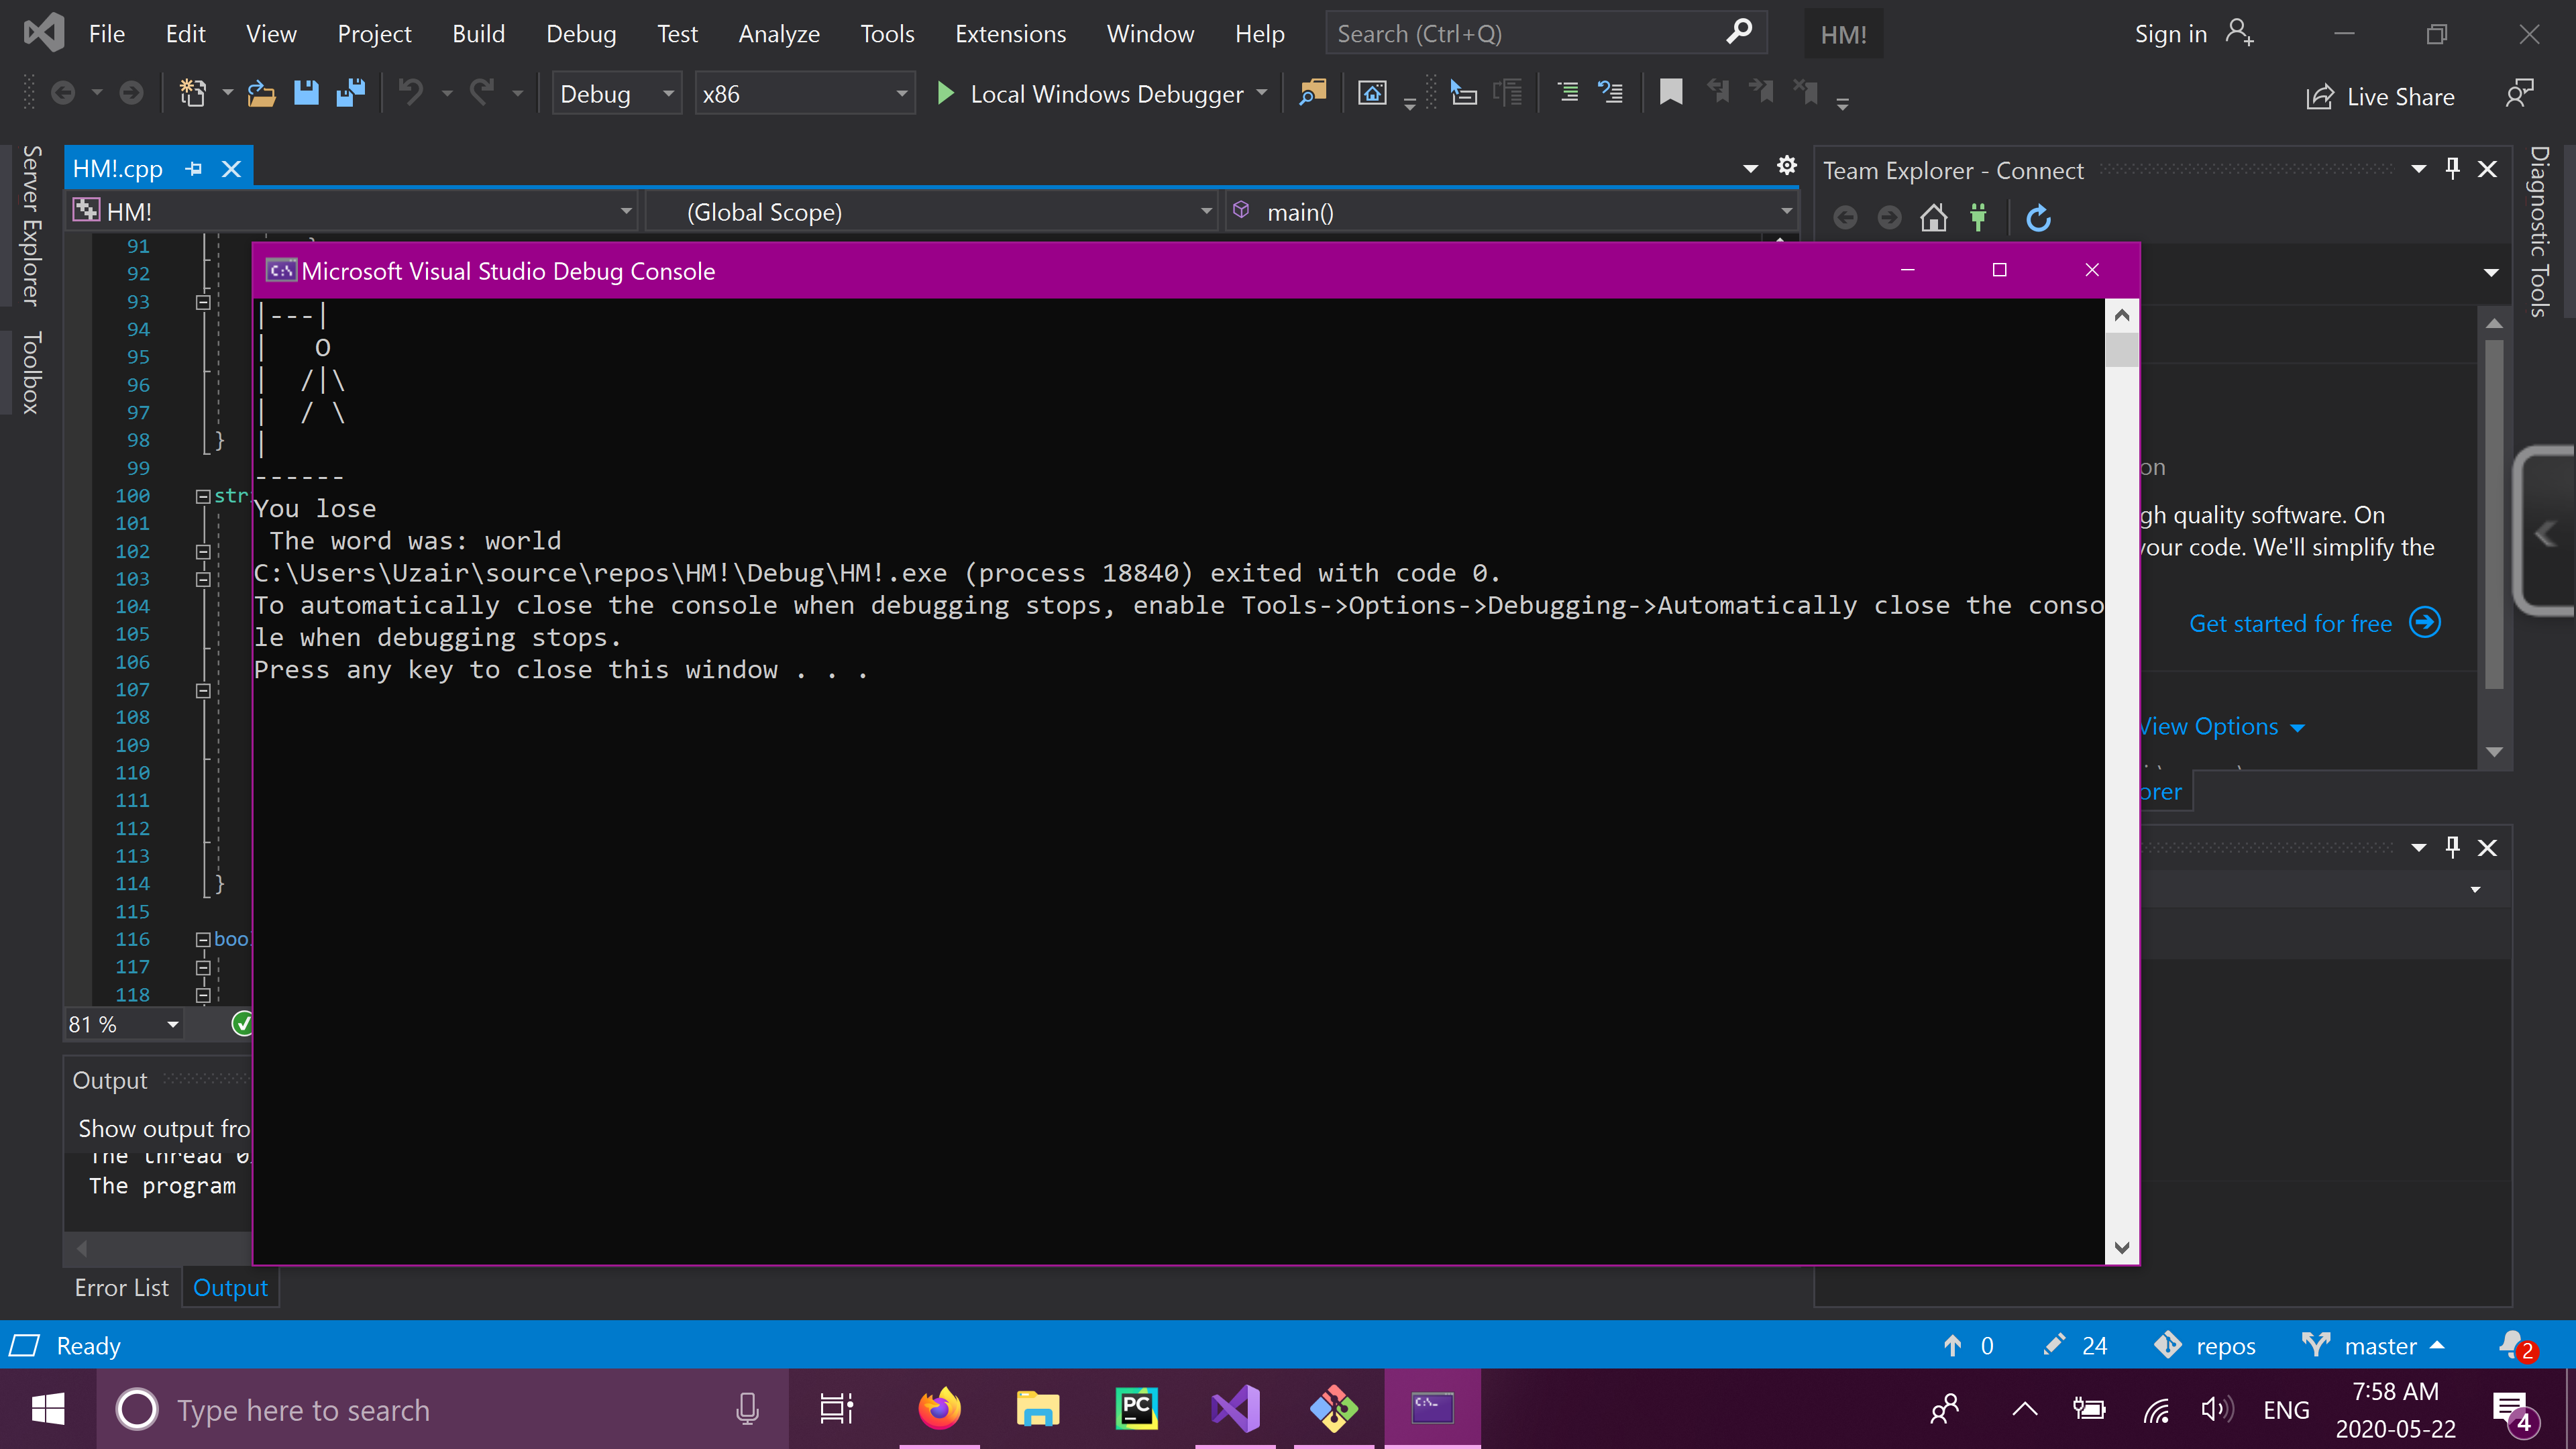 File Edit View Project Build Debug Test Analyze Tools Extensions Window Help Search (Ctrl+Q) HM! Sign in
Debug x86 Local Windows Debugger Live Share
Server Explorer
Toolbox
HM!.cpp
HM! (Global Scope) main()
Team Explorer - Connect
Diagnostic Tools
91
92
93
94
95
96
97
98 }
99
100 str
101
102
103
104
105
106
107
108
109
110
111
112
113
114 }
115
116 boo
117
118
81 %
Microsoft Visual Studio Debug Console
|---|
|   O
|  /|\
|  / \
|
------
You lose
 The word was: world
C:\Users\Uzair\source\repos\HM!\Debug\HM!.exe (process 18840) exited with code 0.
To automatically close the console when debugging stops, enable Tools->Options->Debugging->Automatically close the conso
le when debugging stops.
Press any key to close this window . . .
on
gh quality software. On
your code. We'll simplify the
Get started for free
View Options
orer
Output
Show output fro
The thread 0
The program
Error List Output
Ready 0 24 repos master 2
Type here to search PC ENG 7:58 AM
2020-05-22 4